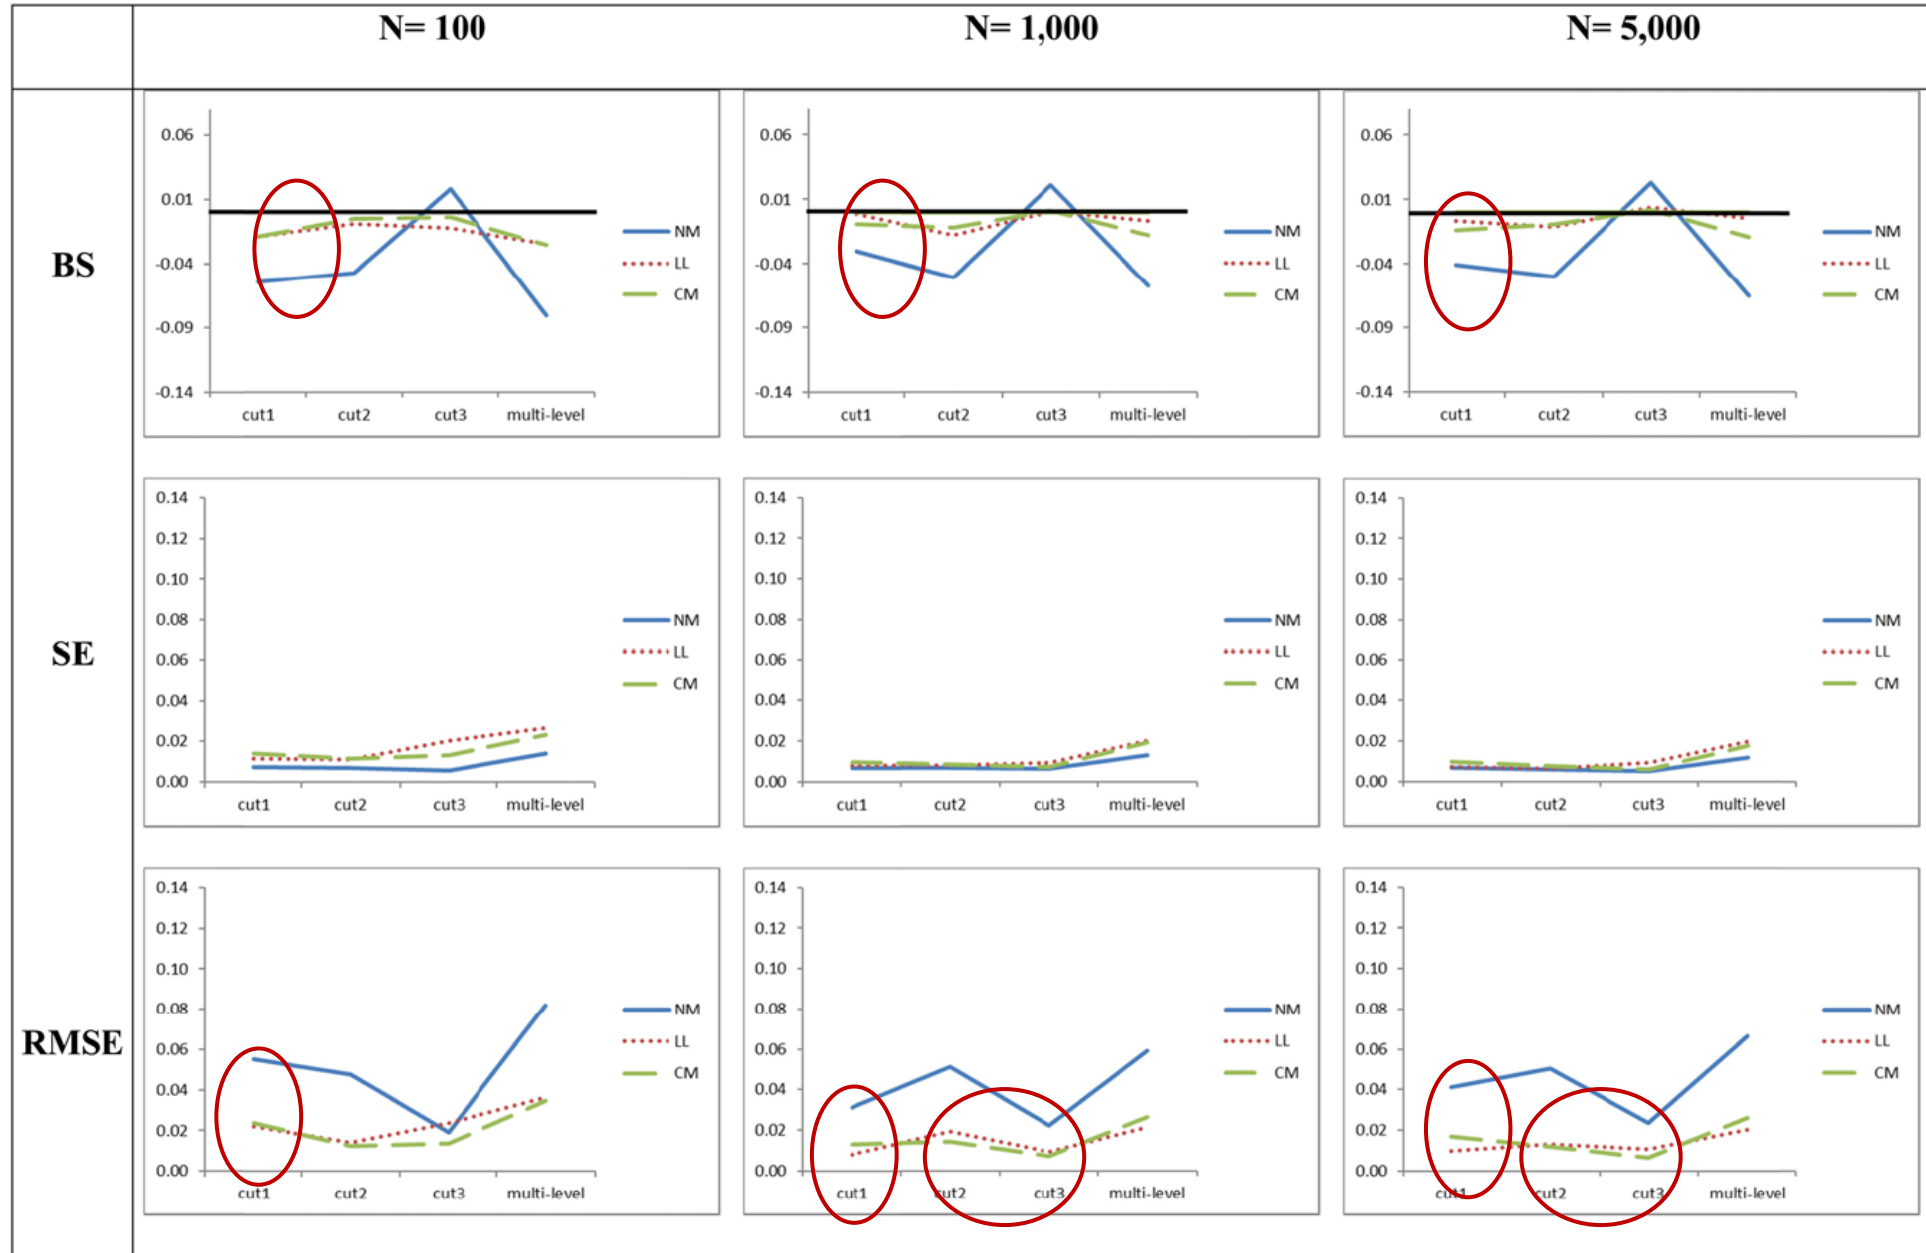 N= 100
N= 1,000
N= 5,000
BS
0.06
0.01
-0.04
-0.09
-0.14
cut1
cut2
cut3
multi-level
NM
LL
CM
0.06
0.01
-0.04
-0.09
-0.14
cut1
cut2
cut3
multi-level
NM
LL
CM
0.06
0.01
-0.04
-0.09
-0.14
cut1
cut2
cut3
multi-level
NM
LL
CM
SE
0.14
0.12
0.10
0.08
0.06
0.04
0.02
0.00
cut1
cut2
cut3
multi-level
NM
LL
CM
0.14
0.12
0.10
0.08
0.06
0.04
0.02
0.00
cut1
cut2
cut3
multi-level
NM
LL
CM
0.14
0.12
0.10
0.08
0.06
0.04
0.02
0.00
cut1
cut2
cut3
multi-level
NM
LL
CM
RMSE
0.14
0.12
0.10
0.08
0.06
0.04
0.02
0.00
cut1
cut2
cut3
multi-level
NM
LL
CM
0.14
0.12
0.10
0.08
0.06
0.04
0.02
0.00
cut1
cut2
cut3
multi-level
NM
LL
CM
0.14
0.12
0.10
0.08
0.06
0.04
0.02
0.00
cut1
cut2
cut3
multi-level
NM
LL
CM